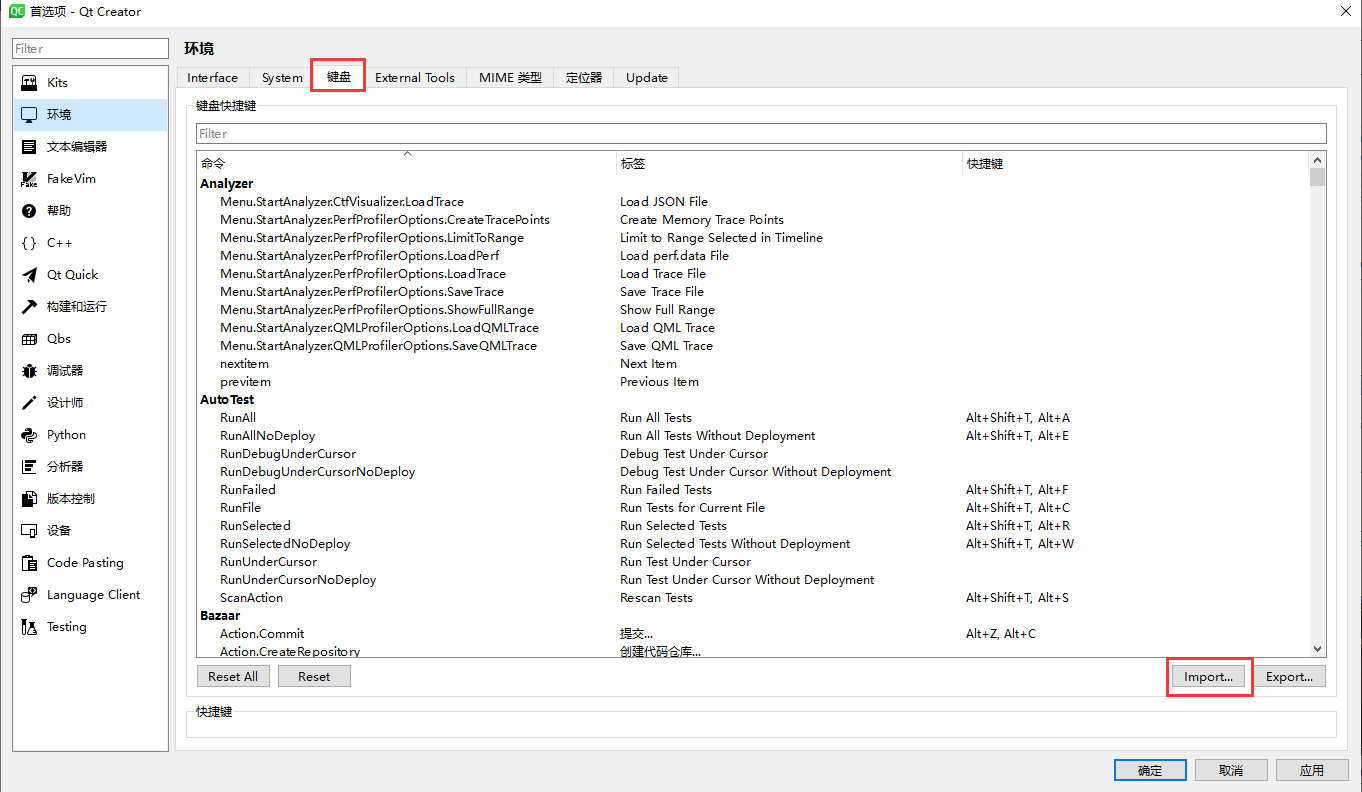 首选项 - Qt Creator
Filter
Kits
环境
文本编辑器
FakeVim
帮助
C++
Qt Quick
构建和运行
Qbs
调试器
设计师
Python
分析器
版本控制
设备
Code Pasting
Language Client
Testing
环境
Interface System 键盘 External Tools MIME 类型 定位器 Update
键盘快捷键
Filter
命令 标签 快捷键
Analyzer
Menu.StartAnalyzer.CtfVisualizer.LoadTrace Load JSON File
Menu.StartAnalyzer.PerfProfilerOptions.CreateTracePoints Create Memory Trace Points
Menu.StartAnalyzer.PerfProfilerOptions.LimitToRange Limit to Range Selected in Timeline
Menu.StartAnalyzer.PerfProfilerOptions.LoadPerf Load perf.data File
Menu.StartAnalyzer.PerfProfilerOptions.LoadTrace Load Trace File
Menu.StartAnalyzer.PerfProfilerOptions.SaveTrace Save Trace File
Menu.StartAnalyzer.PerfProfilerOptions.ShowFullRange Show Full Range
Menu.StartAnalyzer.QMLProfilerOptions.LoadQMLTrace Load QML Trace
Menu.StartAnalyzer.QMLProfilerOptions.SaveQMLTrace Save QML Trace
nextitem Next Item
previtem Previous Item
AutoTest
RunAll Run All Tests Alt+Shift+T, Alt+A
RunAllNoDeploy Run All Tests Without Deployment Alt+Shift+T, Alt+E
RunDebugUnderCursor Debug Test Under Cursor
RunDebugUnderCursorNoDeploy Debug Test Under Cursor Without Deployment
RunFailed Run Failed Tests Alt+Shift+T, Alt+F
RunFile Run Tests for Current File Alt+Shift+T, Alt+C
RunSelected Run Selected Tests Alt+Shift+T, Alt+R
RunSelectedNoDeploy Run Selected Tests Without Deployment Alt+Shift+T, Alt+W
RunUnderCursor Run Test Under Cursor
RunUnderCursorNoDeploy Run Test Under Cursor Without Deployment
ScanAction Rescan Tests Alt+Shift+T, Alt+S
Bazaar
Action.Commit 提交... Alt+Z, Alt+C
Action.CreateRepository 创建代码仓库...
Reset All Reset Import... Export...
快捷键
确定 取消 应用